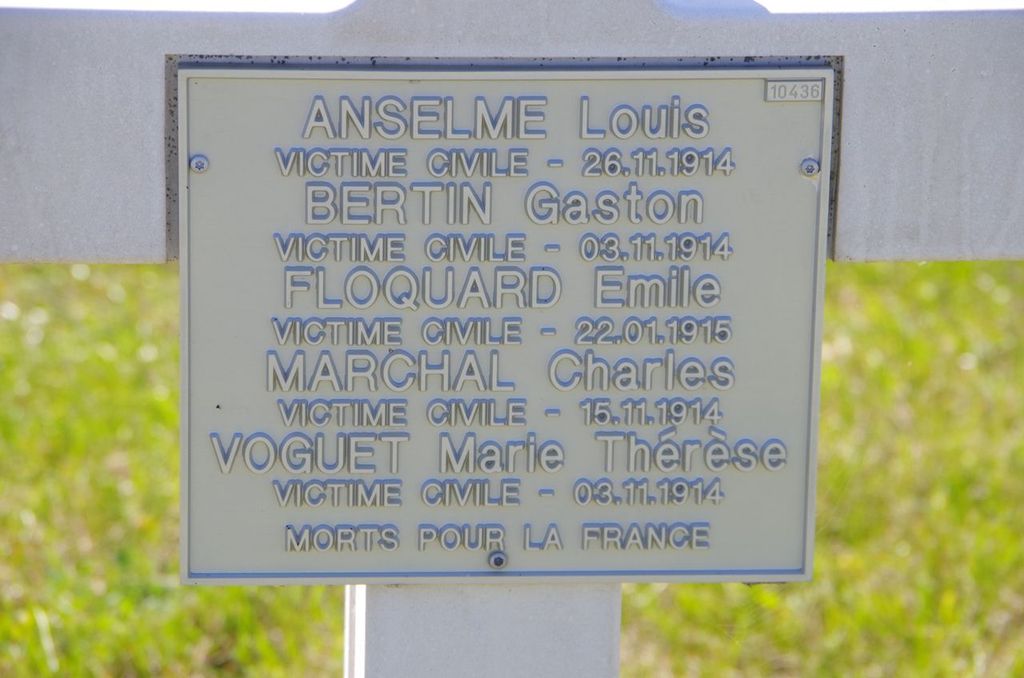 10436
ANSELME Louis
VICTIME CIVILE - 26.11.1914
BERTIN Gaston
VICTIME CIVILE - 03.11.1914
FLOQUARD Emile
VICTIME CIVILE - 22.01.1915
MARCHAL Charles
VICTIME CIVILE - 15.11.1914
VOGUET Marie Thérèse
VICTIME CIVILE - 03.11.1914
MORTS POUR LA FRANCE